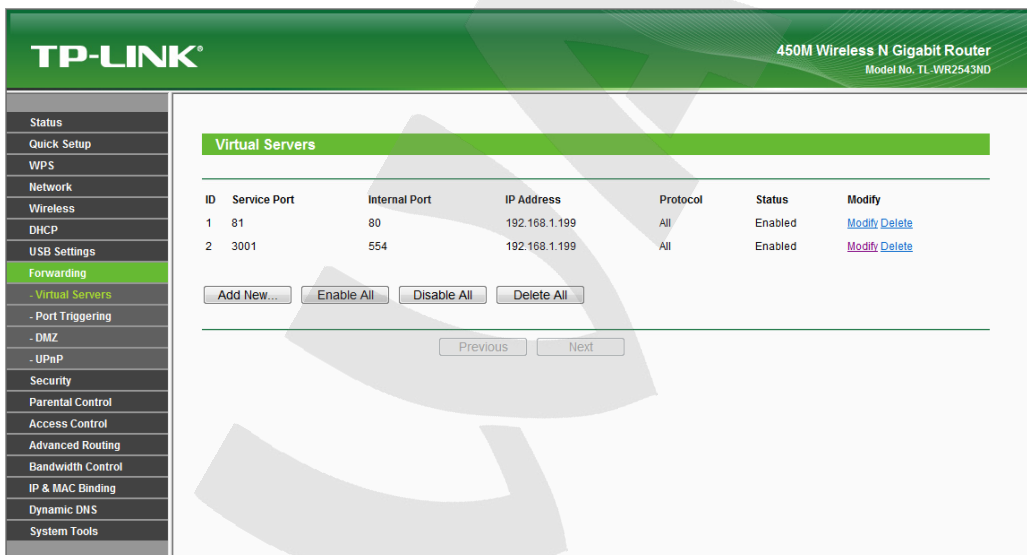 TP-LINK®
450M Wireless N Gigabit Router
Model No. TL-WR2543ND
Status
Quick Setup
WPS
Network
Wireless
DHCP
USB Settings
Forwarding
- Virtual Servers
- Port Triggering
- DMZ
- UPnP
Security
Parental Control
Access Control
Advanced Routing
Bandwidth Control
IP & MAC Binding
Dynamic DNS
System Tools
Virtual Servers
ID Service Port Internal Port IP Address Protocol Status Modify
1 81 80 192.168.1.199 All Enabled Modify Delete
2 3001 554 192.168.1.199 All Enabled Modify Delete
Add New... Enable All Disable All Delete All
Previous Next